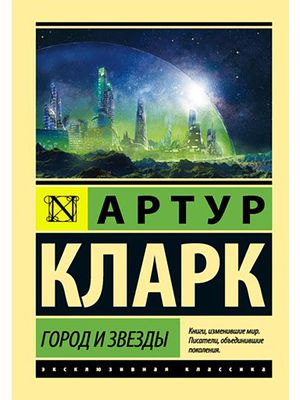 АРТУР
КЛАРК
ГОРОД И ЗВЕЗДЫ
Книги, изменившие мир.
Писатели, объединившие
поколения.
эксклюзивная классика